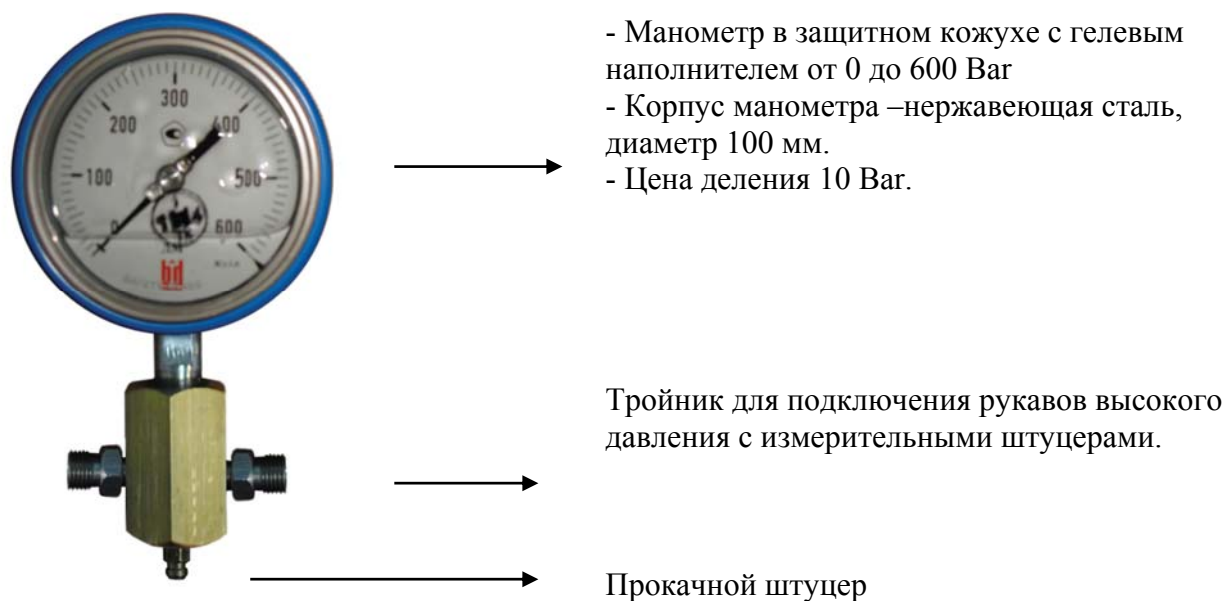 - Манометр в защитном кожухе с гелевым
наполнителем от 0 до 600 Bar
- Корпус манометра –нержавеющая сталь,
диаметр 100 мм.
- Цена деления 10 Bar.
300
200
400
100
500
0
600
bd
Тройник для подключения рукавов высокого
давления с измерительными штуцерами.
Прокачной штуцер